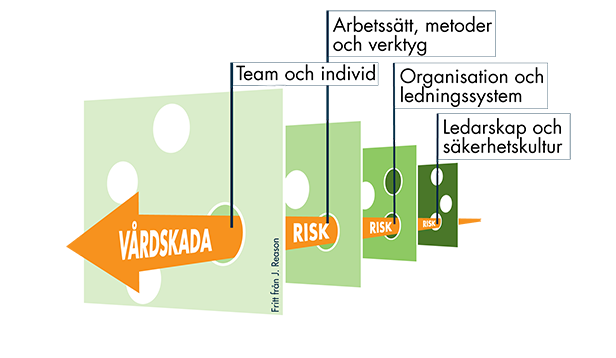 Arbetssätt, metoder
och verktyg
Team och individ
Organisation och
ledningssystem
Ledarskap och
säkerhetskultur
VÅRDSKADA
RISK
RISK
RISK
Fritt från J. Reason